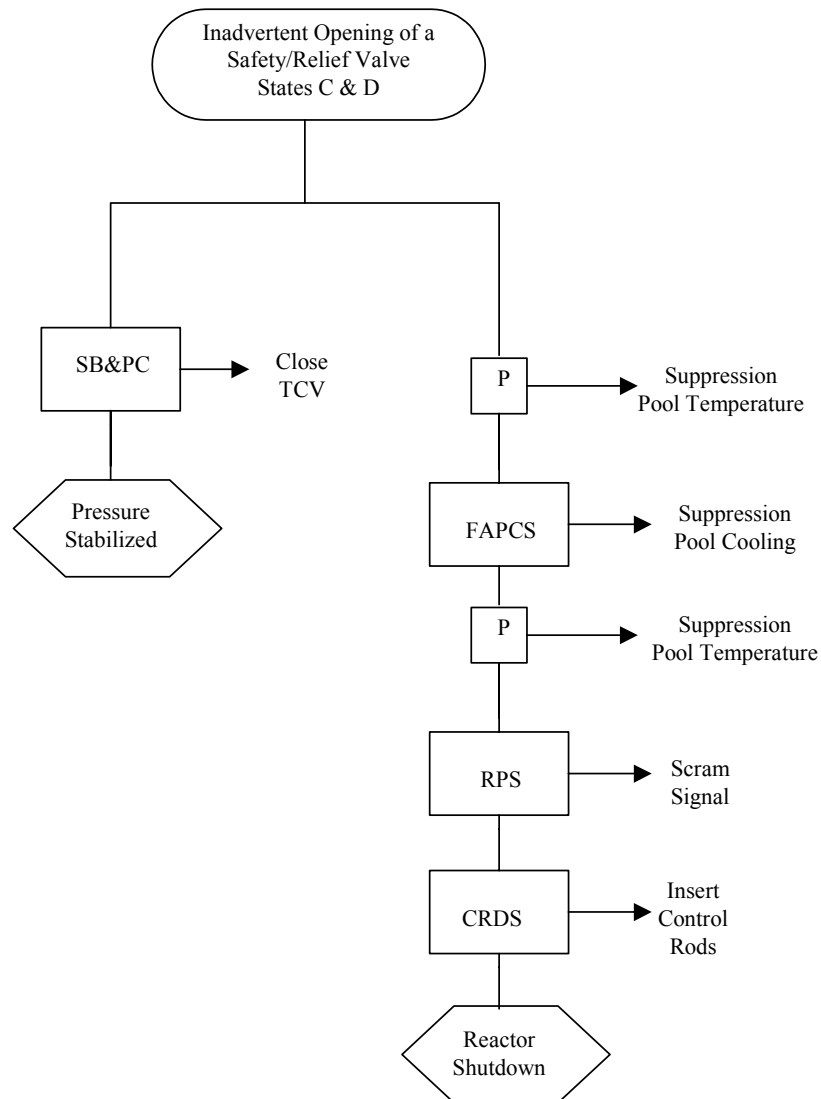 Inadvertent Opening of a
Safety/Relief Valve
States C & D
SB&PC
Close
TCV
Pressure
Stabilized
P
Suppression
Pool Temperature
FAPCS
Suppression
Pool Cooling
P
Suppression
Pool Temperature
RPS
Scram
Signal
CRDS
Insert
Control
Rods
Reactor
Shutdown